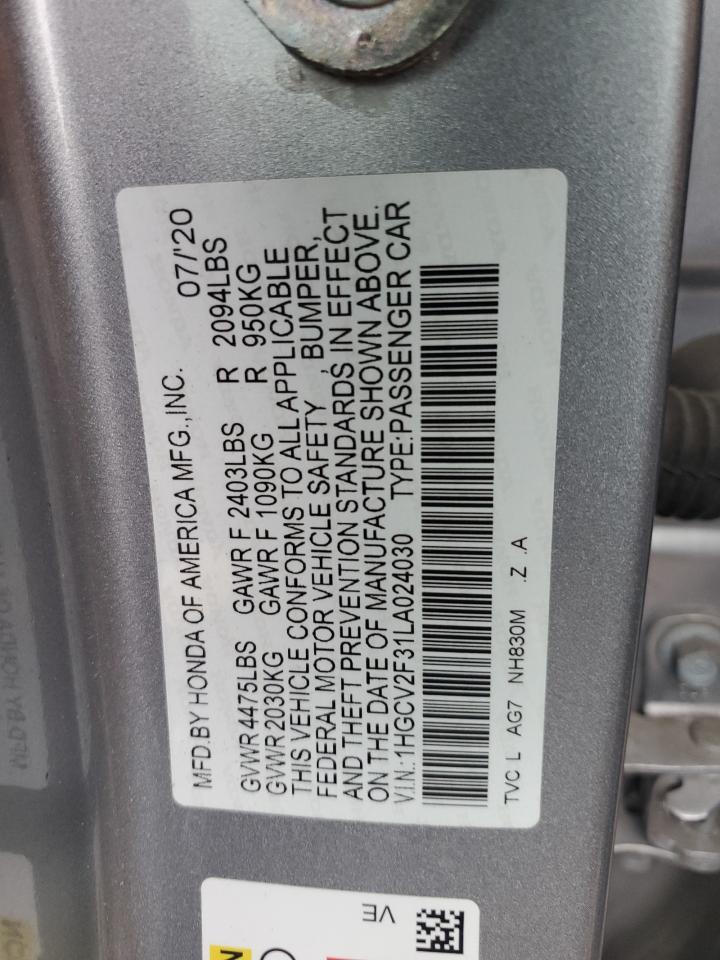 MFD.BY HONDA OF AMERICA MFG.,INC. 07/'20
GVWR 4475LBS GAWR F 2403LBS R 2094LBS
GVWR 2030KG GAWR F 1090KG R 950KG
THIS VEHICLE CONFORMS TO ALL APPLICABLE
FEDERAL MOTOR VEHICLE SAFETY , BUMPER,
AND THEFT PREVENTION STANDARDS IN EFFECT
ON THE DATE OF MANUFACTURE SHOWN ABOVE.
V.I.N.: 1HGCV2F31LA024030 TYPE:PASSENGER CAR
TVC L AG7 NH830M .Z .A
VE